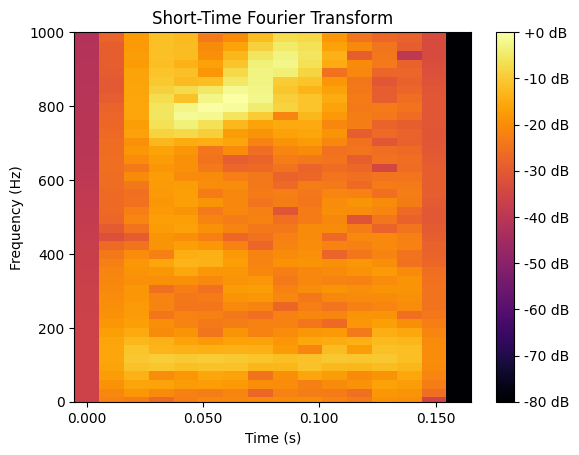 Short-Time Fourier Transform
1000
800
600
400
200
0
Frequency (Hz)
0.000
0.050
0.100
0.150
Time (s)
+0 dB
-10 dB
-20 dB
-30 dB
-40 dB
-50 dB
-60 dB
-70 dB
-80 dB